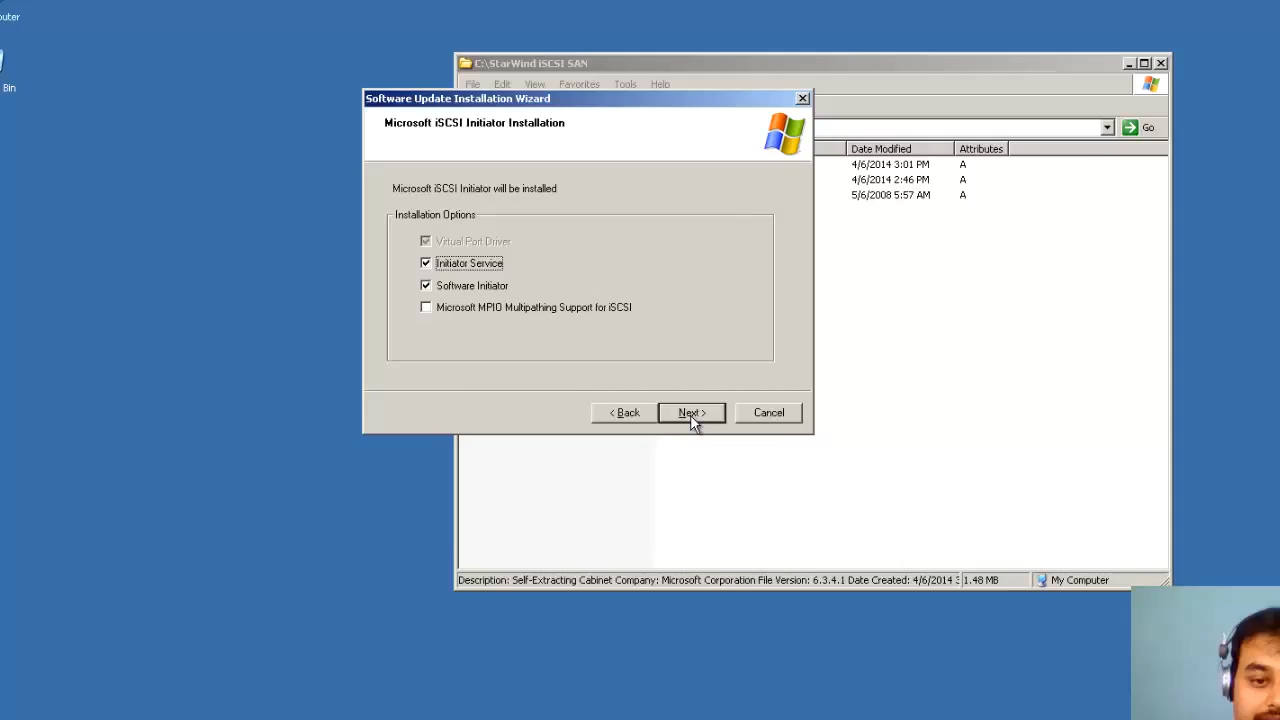 outer
Bin
C:\StarWind iSCSI SAN
File Edit View Favorites Tools Help
Go
Date Modified Attributes
4/6/2014 3:01 PM A
4/6/2014 2:46 PM A
5/6/2008 5:57 AM A
Software Update Installation Wizard
Microsoft iSCSI Initiator Installation
Microsoft iSCSI Initiator will be installed
Installation Options
Virtual Port Driver
Initiator Service
Software Initiator
Microsoft MPIO Multipathing Support for iSCSI
< Back Next > Cancel
Description: Self-Extracting Cabinet Company: Microsoft Corporation File Version: 6.3.4.1 Date Created: 4/6/2014 3 1.48 MB My Computer